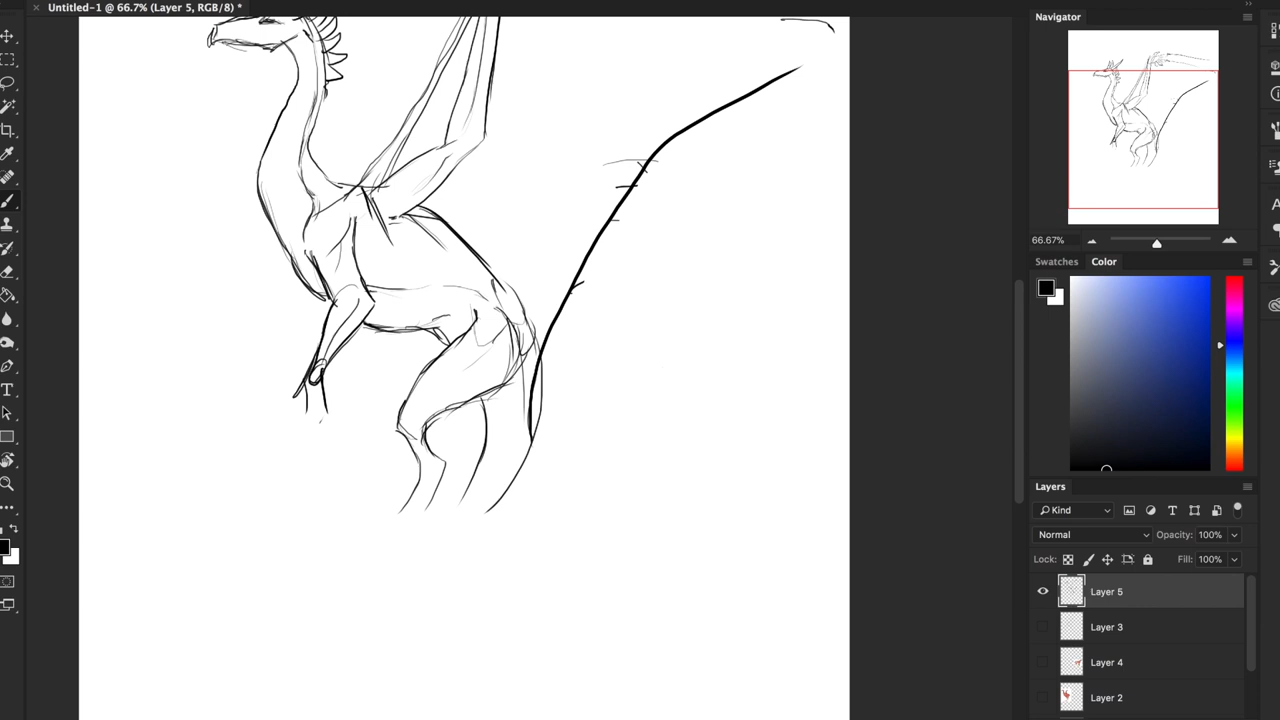 Untitled-1 @ 66.7% (Layer 5, RGB/8) *
Navigator
66.67%
Swatches Color
Layers
Kind
Normal Opacity: 100%
Lock: Fill: 100%
Layer 5
Layer 3
Layer 4
Layer 2